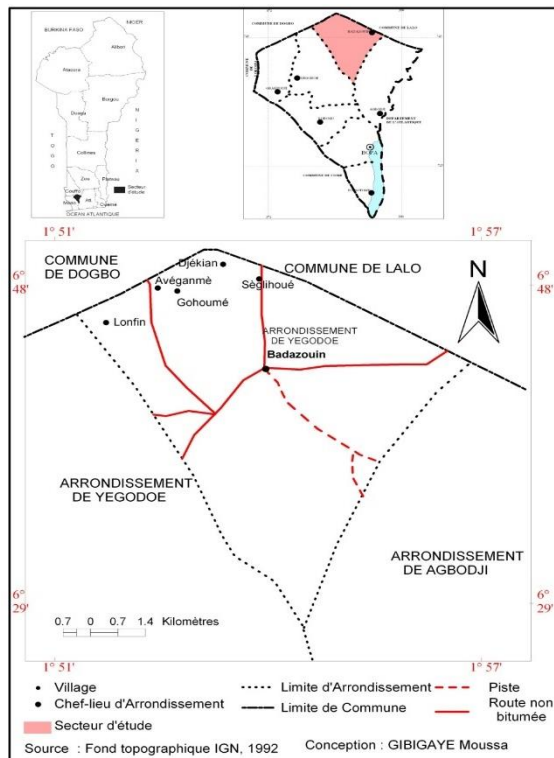 BURKINA FASO
NIGER
Alibori
Atacora
Borgou
Donga
TOGO
NIGERIA
Collines
Zou
Plateau
Couffo
Mono
Atl
Ouémé
Secteur d'étude
OCEAN ATLANTIQUE
COMMUNE DE DOGBO
COMMUNE DE LALO
BOPA
1° 51
1° 57
COMMUNE
DE DOGBO
COMMUNE DE LALO
N
6°
48'
6°
48'
Djékian
Avéganmè
Séglihoué
Gohoumé
Lonfin
ARRONDISSEMENT
DE YEGODOE
Badazouin
ARRONDISSEMENT
DE YEGODOE
ARRONDISSEMENT
DE AGBODJI
6°
29'
6°
29'
0.7 0 0.7 1.4 Kilomètres
1° 51
1° 57
Village
Chef-lieu d'Arrondissement
Secteur d'étude
Limite d'Arrondissement
Limite de Commune
Piste
Route non
bitumée
Source : Fond topographique IGN, 1992
Conception : GIBIGAYE Moussa